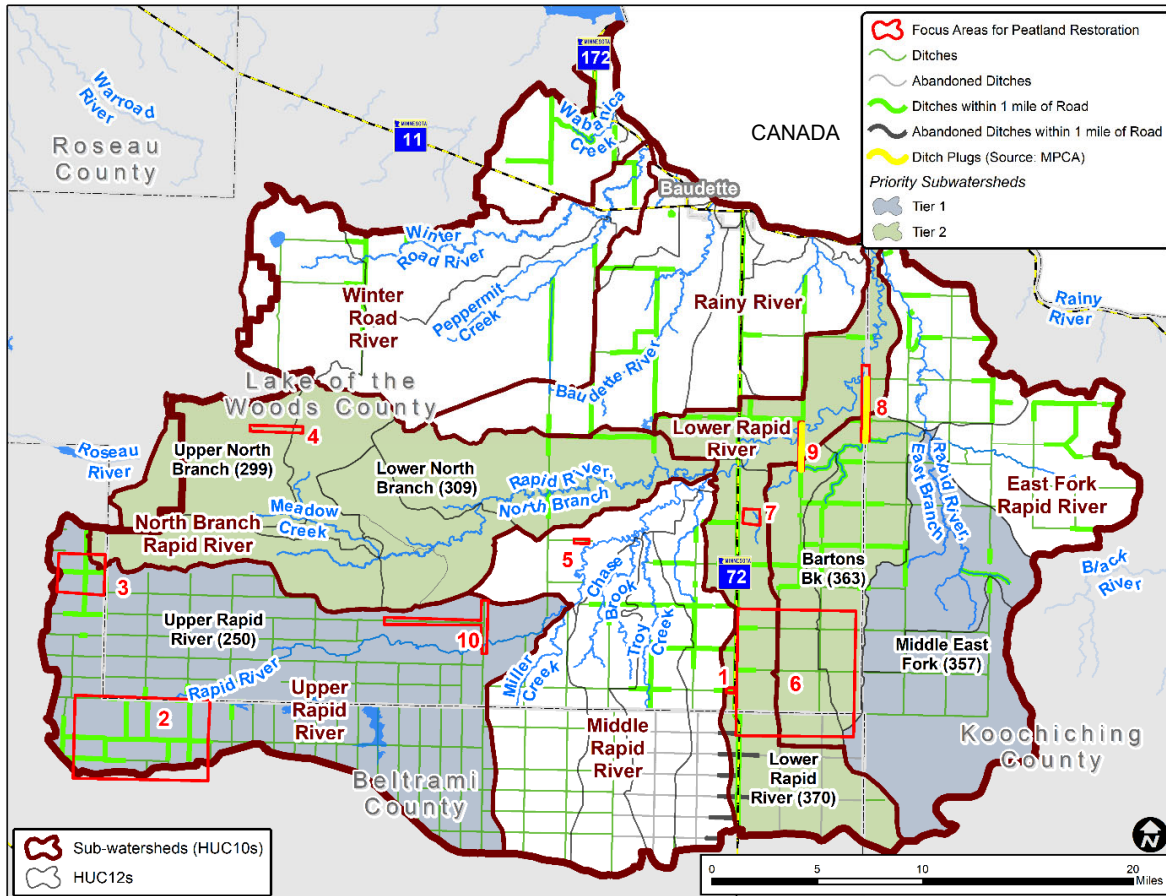 Focus Areas for Peatland Restoration
Ditches
Abandoned Ditches
Ditches within 1 mile of Road
Abandoned Ditches within 1 mile of Road
Ditch Plugs (Source: MPCA)
Priority Subwatersheds
Tier 1
Tier 2
MINNESOTA
172
Warroad
River
Roseau
County
MINNESOTA
11
Wabanica
Creek
CANADA
Baudette
Winter
Road River
Winter
Road
River
Peppermit
Creek
Rainy River
Rainy
River
Baudette River
Lake of the
Woods County
4
8
9
Lower Rapid
River
Roseau
River
Upper North
Branch (299)
Lower North
Branch (309)
Rapid River,
North Branch
Rapid River,
East Branch
East Fork
Rapid River
Meadow
Creek
North Branch
Rapid River
7
5
3
MINNESOTA
72
Bartons
Bk (363)
Black
River
Chase
Brook
Troy
Creek
Upper Rapid
River (250)
10
Miller
Creek
Middle East
Fork (357)
Rapid River
1
6
2
Upper
Rapid
River
Middle
Rapid
River
Koochiching
County
Beltrami
County
Lower
Rapid
River (370)
Sub-watersheds (HUC10s)
HUC12s
N
0 5 10 20
Miles